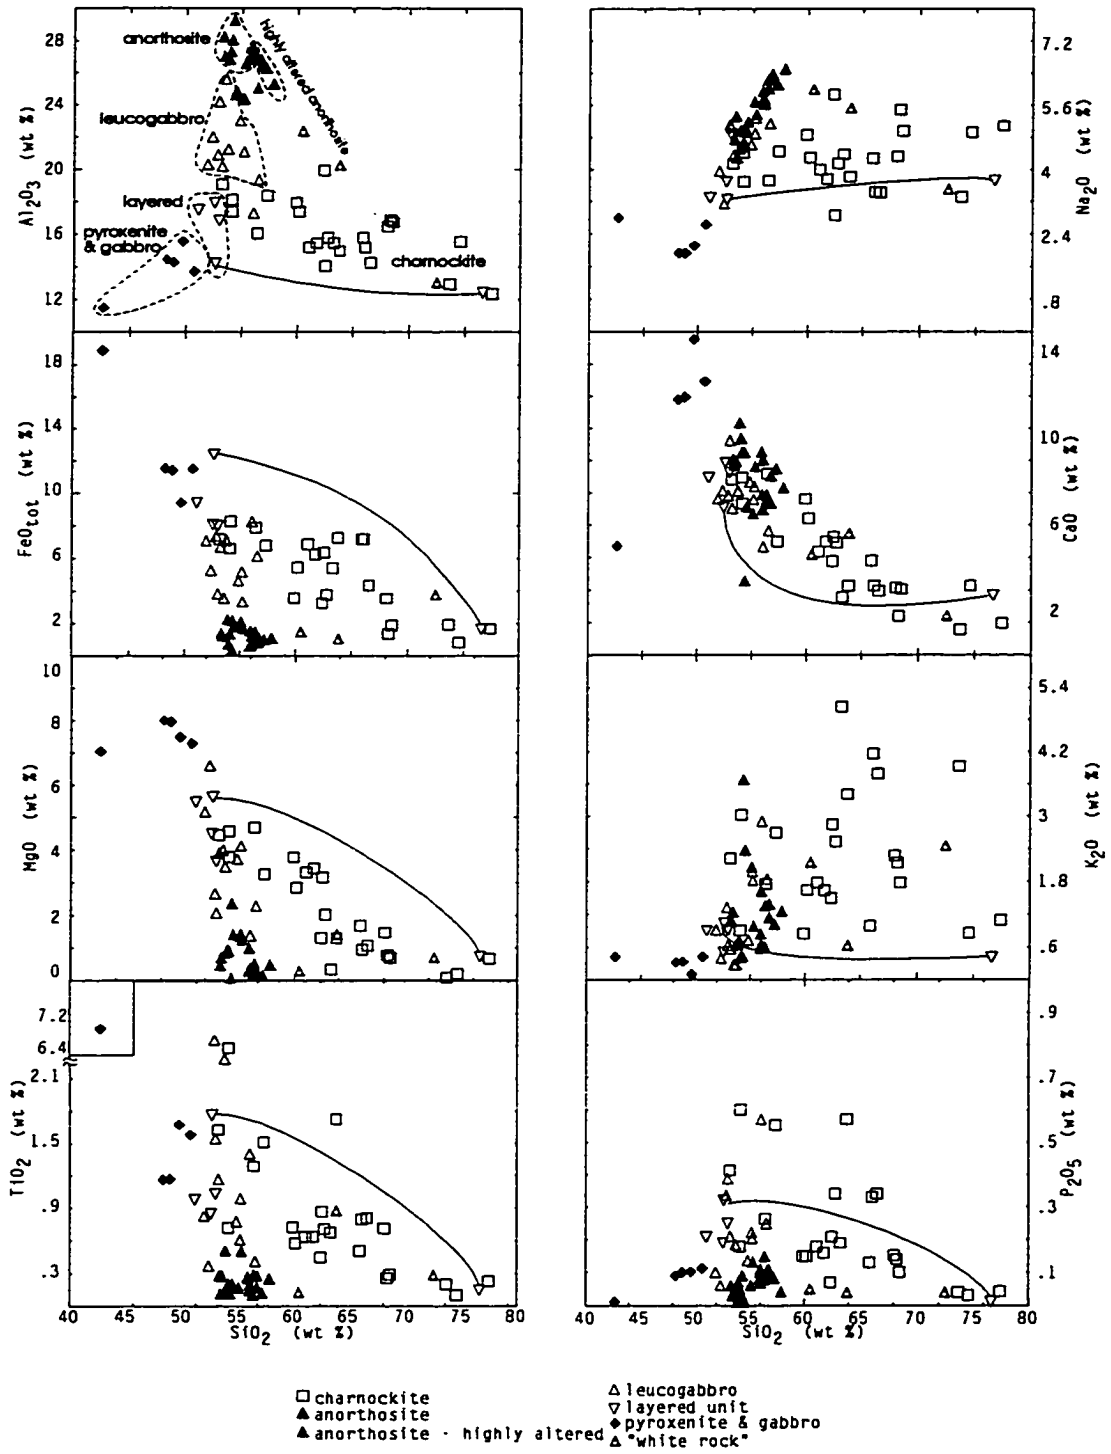 28
24
20
16
12
Al2O3 (wt %)
anorthosite
highly altered anorthosite
leucogabbro
layered
pyroxenite
& gabbro
charnockite
7.2
5.6
4
2.4
.8
Na2O (wt %)
18
14
10
6
2
FeOtot (wt %)
14
10
6
2
CaO (wt %)
10
8
6
4
2
0
MgO (wt %)
5.4
4.2
3
1.8
.6
K2O (wt %)
7.2
6.4
2.1
1.5
.9
.3
TiO2 (wt %)
.9
.7
.5
.3
.1
P2O5 (wt %)
40 45 50 55 60 65 70 75 80
SiO2 (wt %)
40 45 50 55 60 65 70 75 80
SiO2 (wt %)
charnockite
anorthosite
anorthosite - highly altered
leucogabbro
layered unit
pyroxenite & gabbro
"white rock"